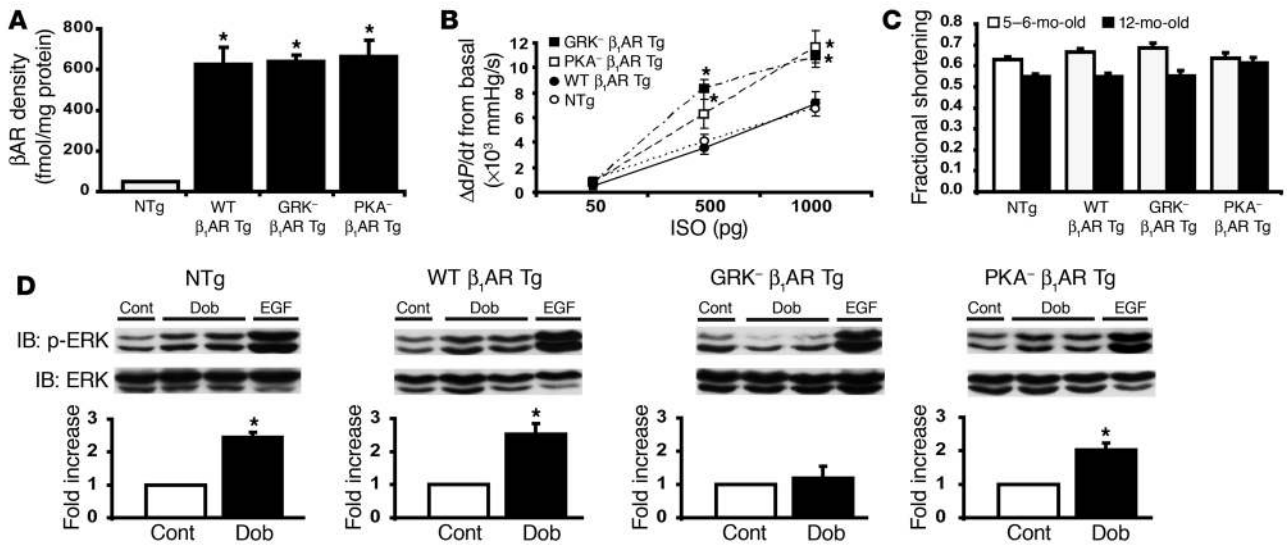 A
βAR density
(fmol/mg protein)
800
600
400
200
0
*
*
*
NTg
WT
β₁AR Tg
GRK⁻
β₁AR Tg
PKA⁻
β₁AR Tg
B
ΔdP/dt from basal
(×10³ mmHg/s)
12
10
8
6
4
2
0
GRK⁻ β₁AR Tg
PKA⁻ β₁AR Tg
WT β₁AR Tg
NTg
*
*
*
*
50
500
1000
ISO (pg)
C
Fractional shortening
0.8
0.7
0.6
0.5
0.4
0.3
0.2
0.1
0.0
5–6-mo-old
12-mo-old
NTg
WT
β₁AR Tg
GRK⁻
β₁AR Tg
PKA⁻
β₁AR Tg
D
NTg
Cont Dob EGF
IB: p-ERK
IB: ERK
Fold increase
3
2
1
0
*
Cont Dob
WT β₁AR Tg
Cont Dob EGF
Fold increase
3
2
1
0
*
Cont Dob
GRK⁻ β₁AR Tg
Cont Dob EGF
Fold increase
3
2
1
0
Cont Dob
PKA⁻ β₁AR Tg
Cont Dob EGF
Fold increase
3
2
1
0
*
Cont Dob